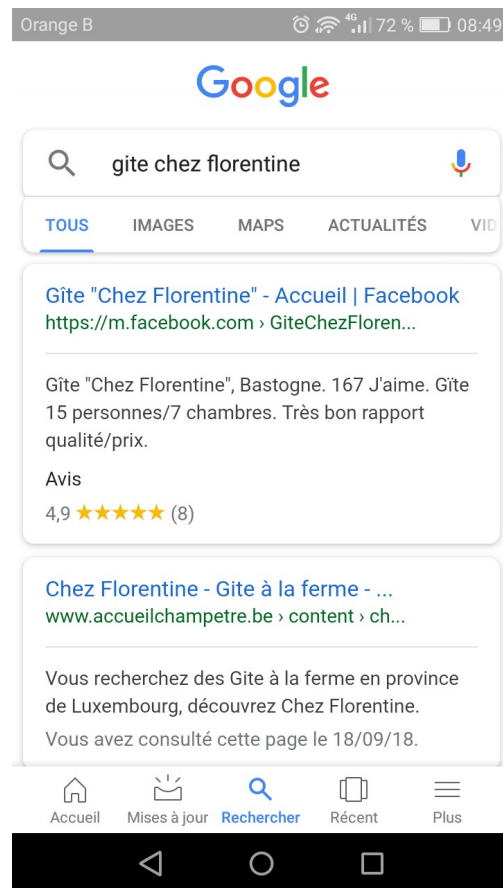 Orange B 4G 72 % 08:49
Google
gite chez florentine
TOUS IMAGES MAPS ACTUALITÉS VID
Gîte "Chez Florentine" - Accueil | Facebook
https://m.facebook.com › GiteChezFloren...
Gîte "Chez Florentine", Bastogne. 167 J'aime. Gïte
15 personnes/7 chambres. Très bon rapport
qualité/prix.
Avis
4,9 ★★★★★ (8)
Chez Florentine - Gite à la ferme - ...
www.accueilchampetre.be › content › ch...
Vous recherchez des Gite à la ferme en province
de Luxembourg, découvrez Chez Florentine.
Vous avez consulté cette page le 18/09/18.
Accueil Mises à jour Rechercher Récent Plus